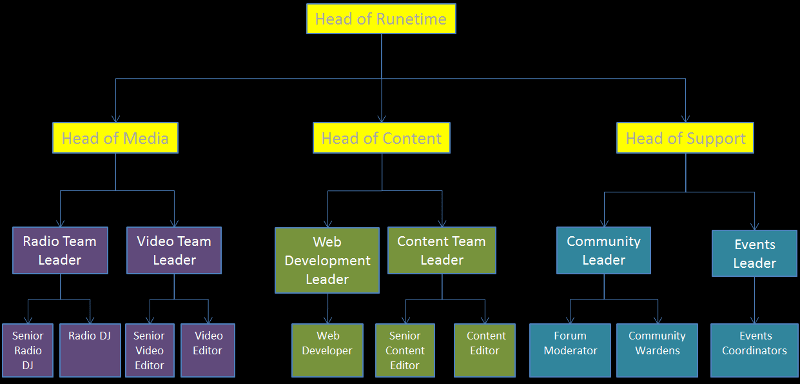 Head of Runetime
Head of Media
Head of Content
Head of Support
Radio Team
Leader
Video Team
Leader
Web
Development
Leader
Content Team
Leader
Community
Leader
Events
Leader
Senior
Radio
DJ
Radio DJ
Senior
Video
Editor
Video
Editor
Web
Developer
Senior
Content
Editor
Content
Editor
Forum
Moderator
Community
Wardens
Events
Coordinators